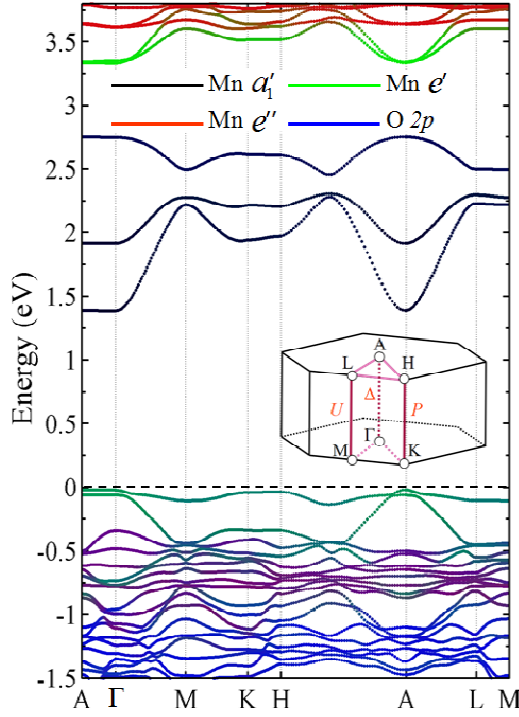 3.5
Mn a₁′ Mn e′
Mn e″ O 2p
3
2.5
2
1.5
1
0.5
0
-0.5
-1
-1.5
Energy (eV)
A
L H
U Δ P
Γ
M K
A Γ M K H A L M